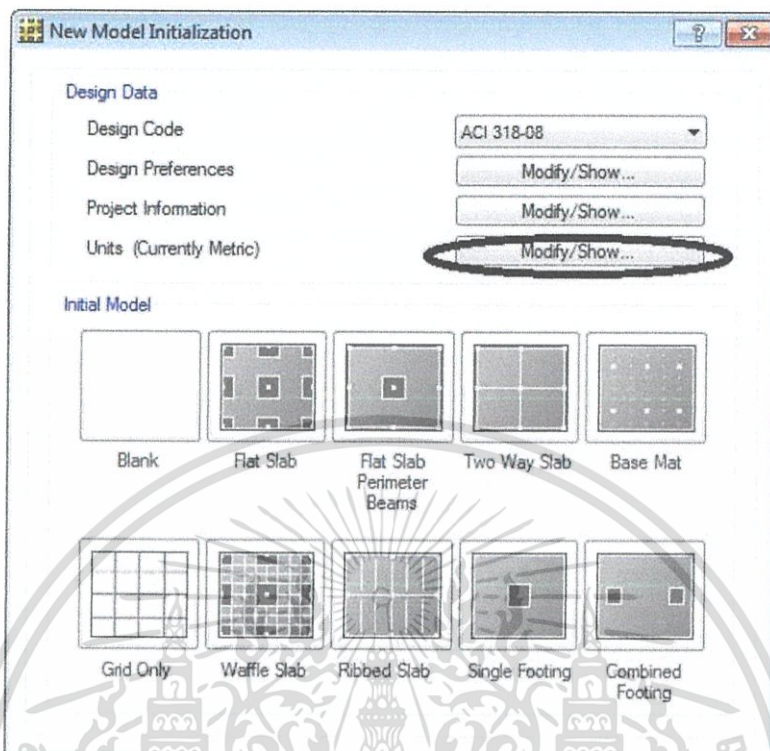 New Model Initialization
Design Data
Design Code ACI 318-08
Design Preferences Modify/Show...
Project Information Modify/Show...
Units (Currently Metric) Modify/Show...
Initial Model
Blank Flat Slab Flat Slab Perimeter Beams Two Way Slab Base Mat
Grid Only Waffle Slab Ribbed Slab Single Footing Combined Footing